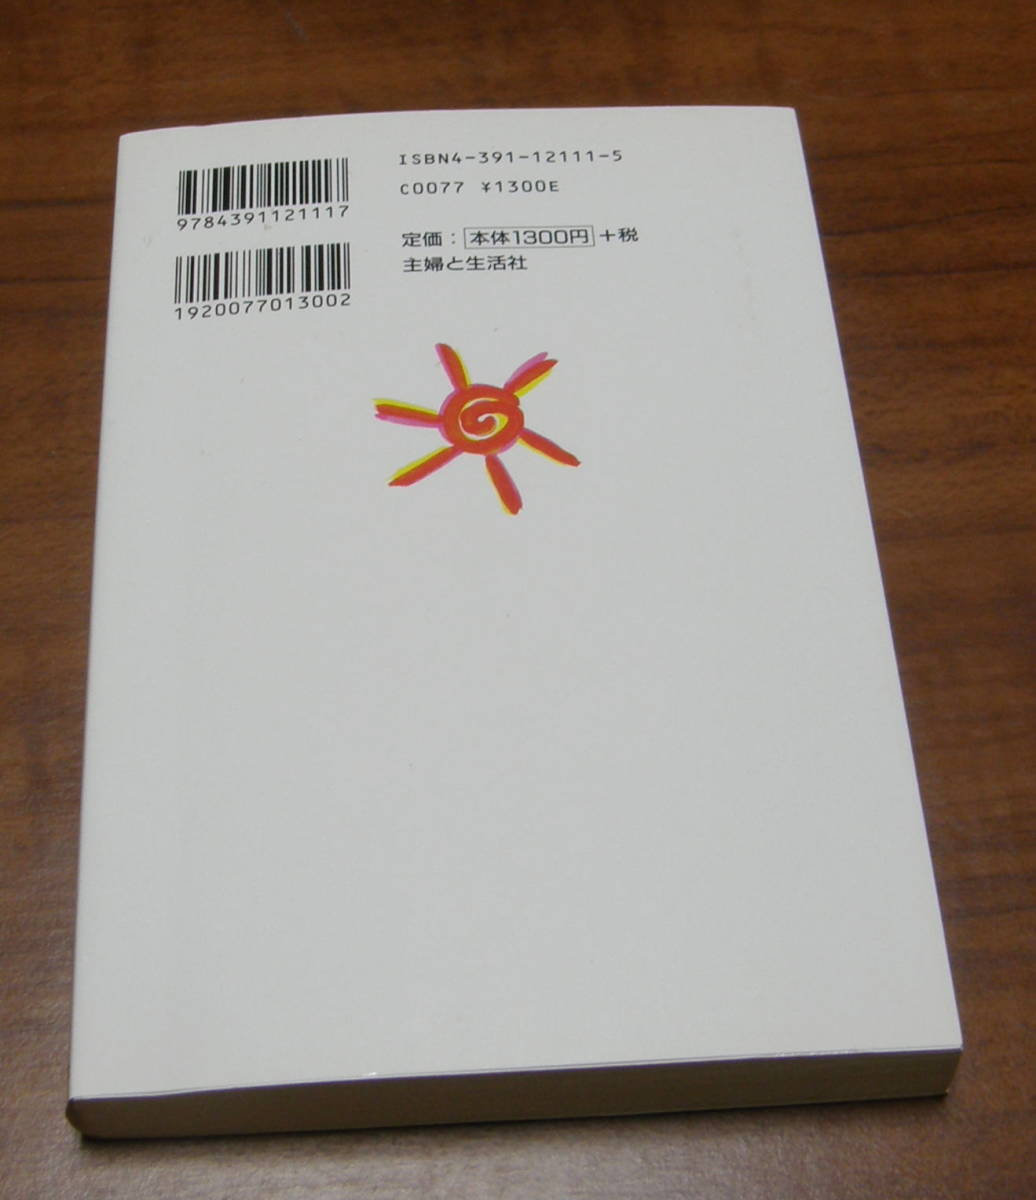 9784391121117
1920077013002
ISBN4-391-12111-5
C0077 ¥1300E
定価：本体1300円+税
主婦と生活社